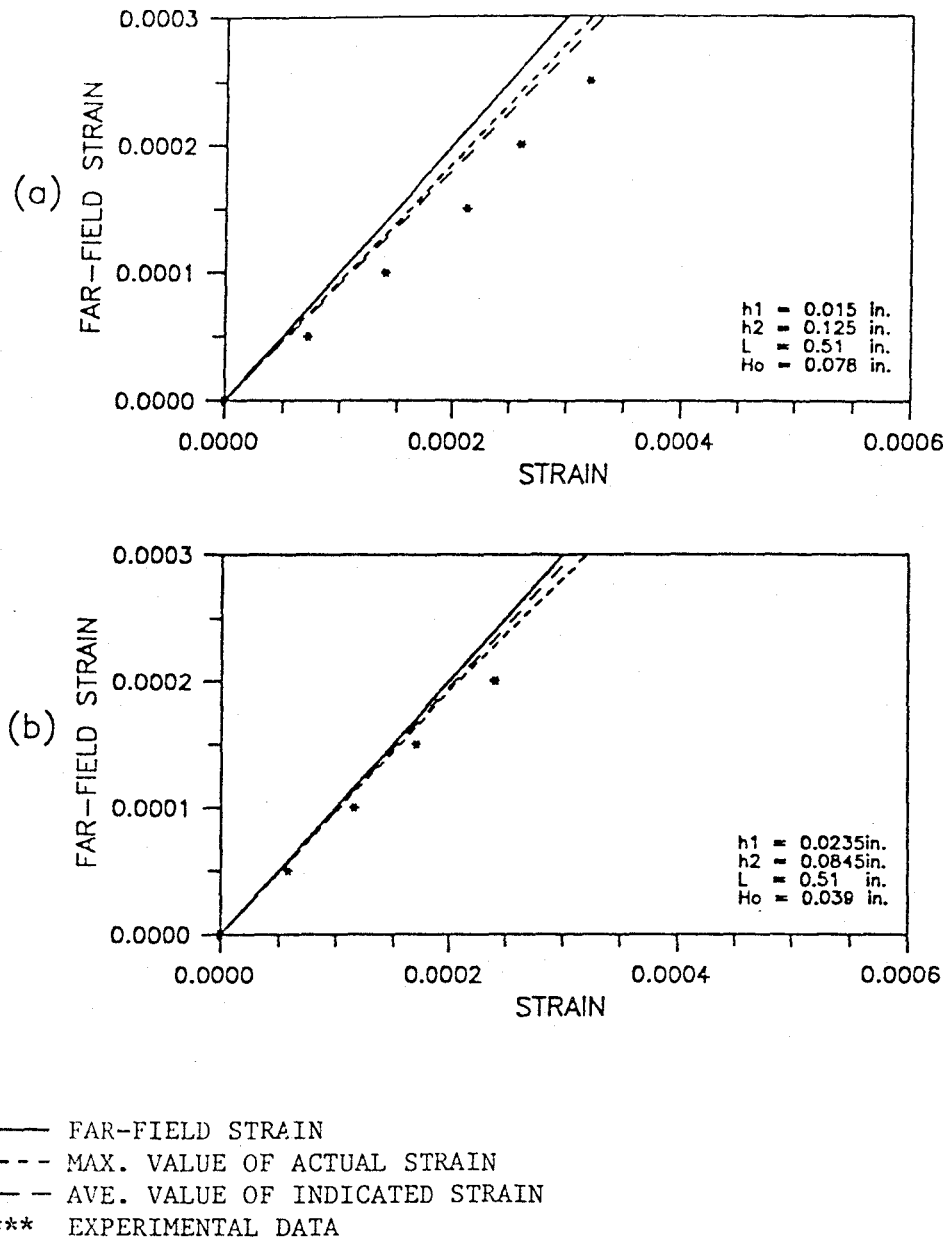 (a)
FAR-FIELD STRAIN
0.0003
0.0002
0.0001
0.0000
0.0000 0.0002 0.0004 0.0006
STRAIN
h1 = 0.015 in.
h2 = 0.125 in.
L = 0.51 in.
Ho = 0.078 in.
(b)
FAR-FIELD STRAIN
0.0003
0.0002
0.0001
0.0000
0.0000 0.0002 0.0004 0.0006
STRAIN
h1 = 0.0235in.
h2 = 0.0845in.
L = 0.51 in.
Ho = 0.039 in.
FAR-FIELD STRAIN
MAX. VALUE OF ACTUAL STRAIN
AVE. VALUE OF INDICATED STRAIN
*** EXPERIMENTAL DATA